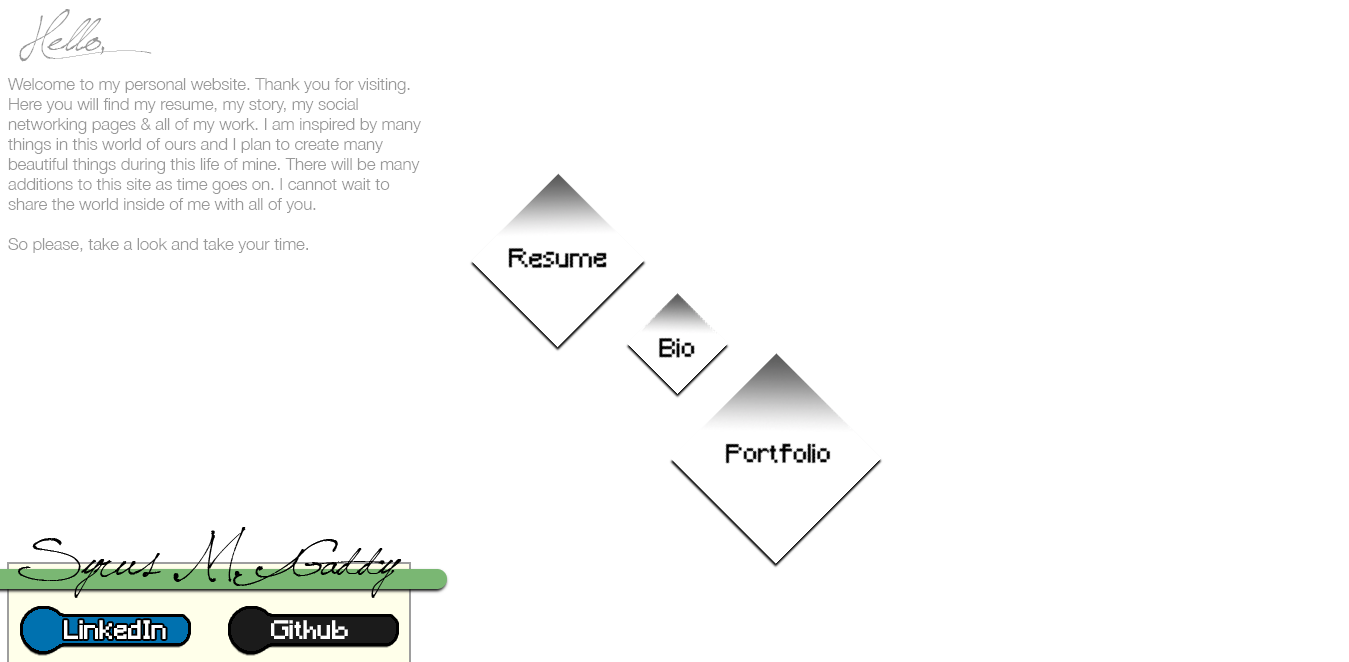 Hello,
Welcome to my personal website. Thank you for visiting.
Here you will find my resume, my story, my social
networking pages & all of my work. I am inspired by many
things in this world of ours and I plan to create many
beautiful things during this life of mine. There will be many
additions to this site as time goes on. I cannot wait to
share the world inside of me with all of you.
So please, take a look and take your time.
Resume
Bio
Portfolio
Syrus M. Gaddy
LinkedIn
Github